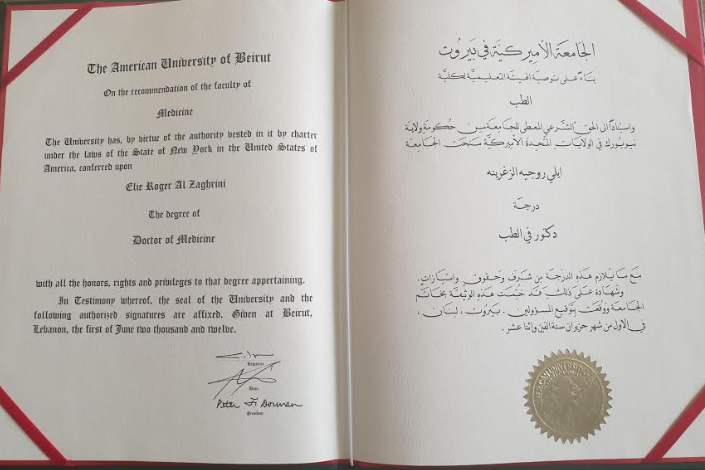 The American University of Beirut
On the recommendation of the faculty of
Medicine
The University has, by virtue of the authority vested in it by charter
under the laws of the State of New York in the United States of
America, conferred upon
Elie Roger Al Zaghrini
The degree of
Doctor of Medicine
with all the honors, rights and privileges to that degree appertaining.
In Testimony whereof, the seal of the University and the
following authorized signatures are affixed. Given at Beirut,
Lebanon, the first of June two thousand and twelve.
Registrar
Dean
Peter F. Dorman
President
الجامعة الأميركية في بيروت
بناء على توصية الهيئة التعليمية لكلية
الطب
واستنادا الى الحق الشرعي المعطى للجامعة من حكومة ولاية
نيويورك في الولايات المتحدة الأميركية منحت الجامعة
ايلي روجيه الزغرينه
درجة
دكتور في الطب
مع ما يلازم هذه الدرجة من شرف وحقوق وامتيازات.
وشهادة على ذلك قد ختمت هذه الوثيقة بخاتم
الجامعة ووقعت بتوقيع المسؤولين. بيروت، لبنان،
في الاول من شهر حزيران سنة الفين واثنا عشر.